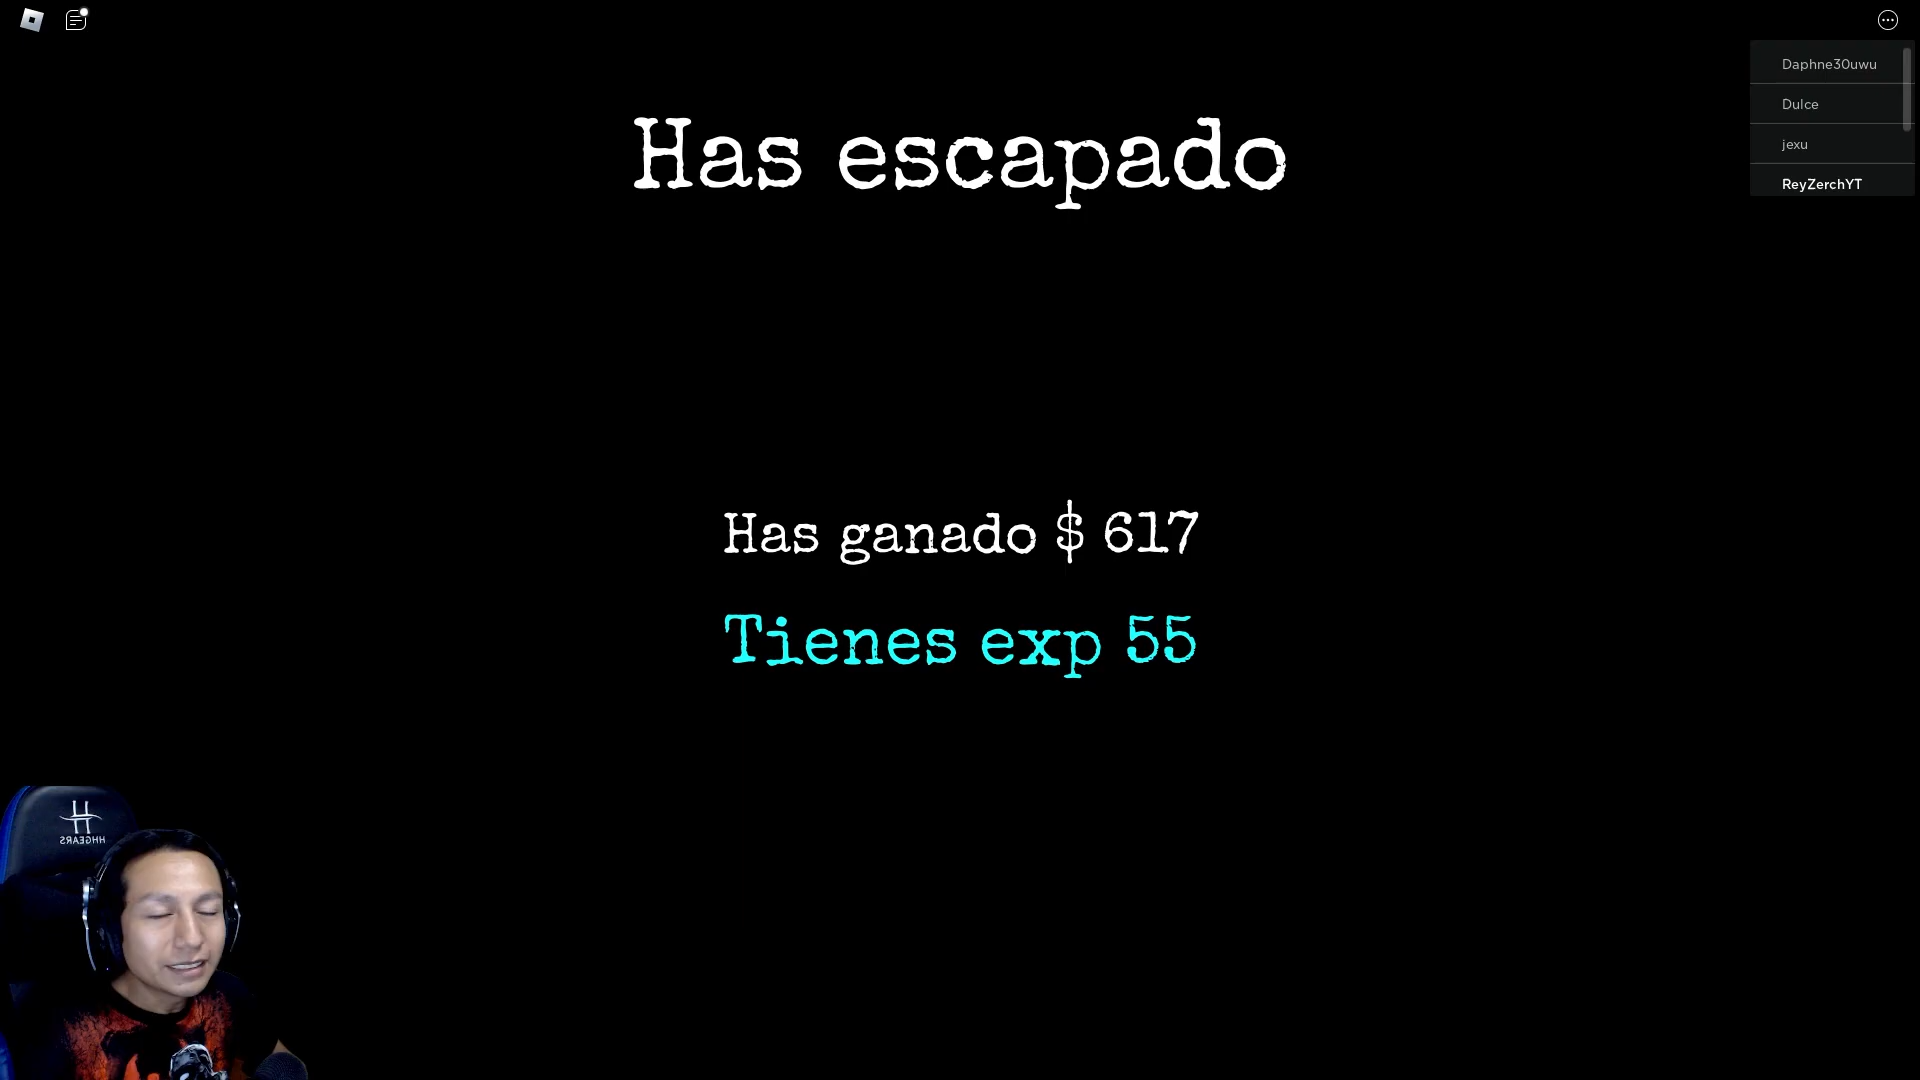 Daphne30uwu
Dulce
jexu
ReyZerchYT
Has escapado
Has ganado $ 617
Tienes exp 55
HHGEARS